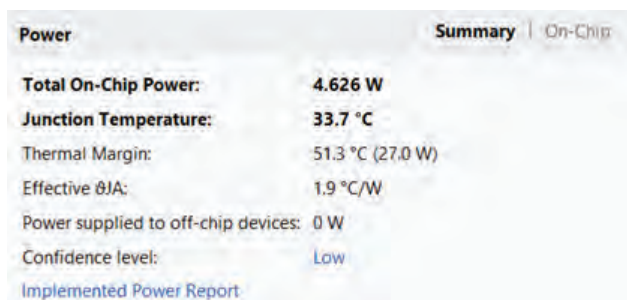 Power
Summary | On-Chip
Total On-Chip Power: 4.626 W
Junction Temperature: 33.7 °C
Thermal Margin: 51.3 °C (27.0 W)
Effective ϑJA: 1.9 °C/W
Power supplied to off-chip devices: 0 W
Confidence level: Low
Implemented Power Report